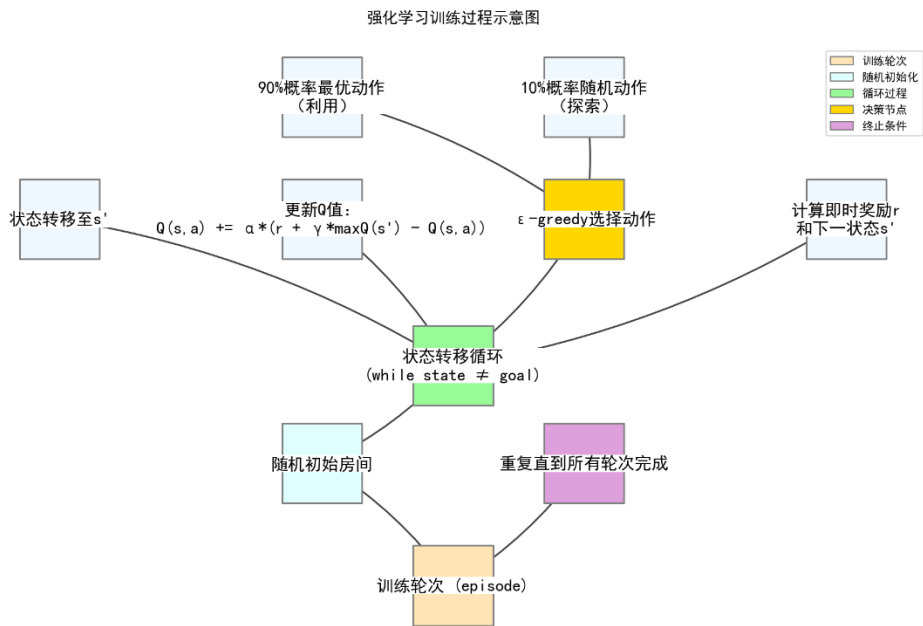 强化学习训练过程示意图
训练轮次
随机初始化
循环过程
决策节点
终止条件
90%概率最优动作
（利用）
10%概率随机动作
（探索）
状态转移至s'
更新Q值：
Q(s,a) += α*(r + γ*maxQ(s') - Q(s,a))
ε-greedy选择动作
计算即时奖励r
和下一状态s'
状态转移循环
(while state ≠ goal)
随机初始房间
重复直到所有轮次完成
训练轮次 (episode)